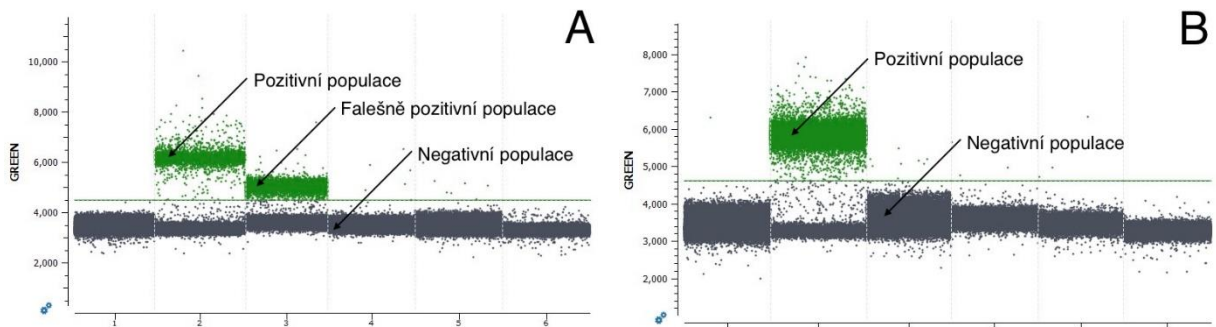 A
10,000
Pozitivní populace
8,000
Falešně pozitivní populace
Negativní populace
6,000
GREEN
4,000
2,000
1 2 3 4 5 6
B
8,000
Pozitivní populace
7,000
6,000
Negativní populace
5,000
GREEN
4,000
3,000
2,000
1,000